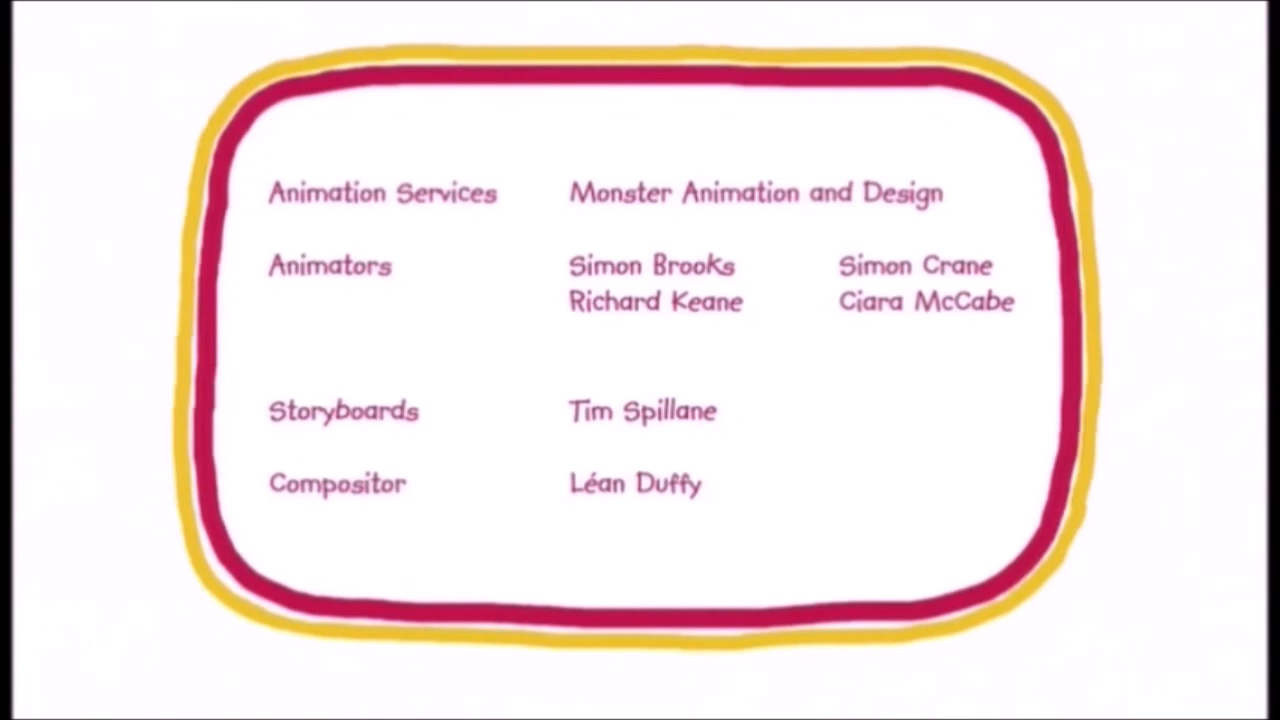 Animation Services Monster Animation and Design
Animators Simon Brooks Simon Crane
Richard Keane Ciara McCabe
Storyboards Tim Spillane
Compositor Léan Duffy